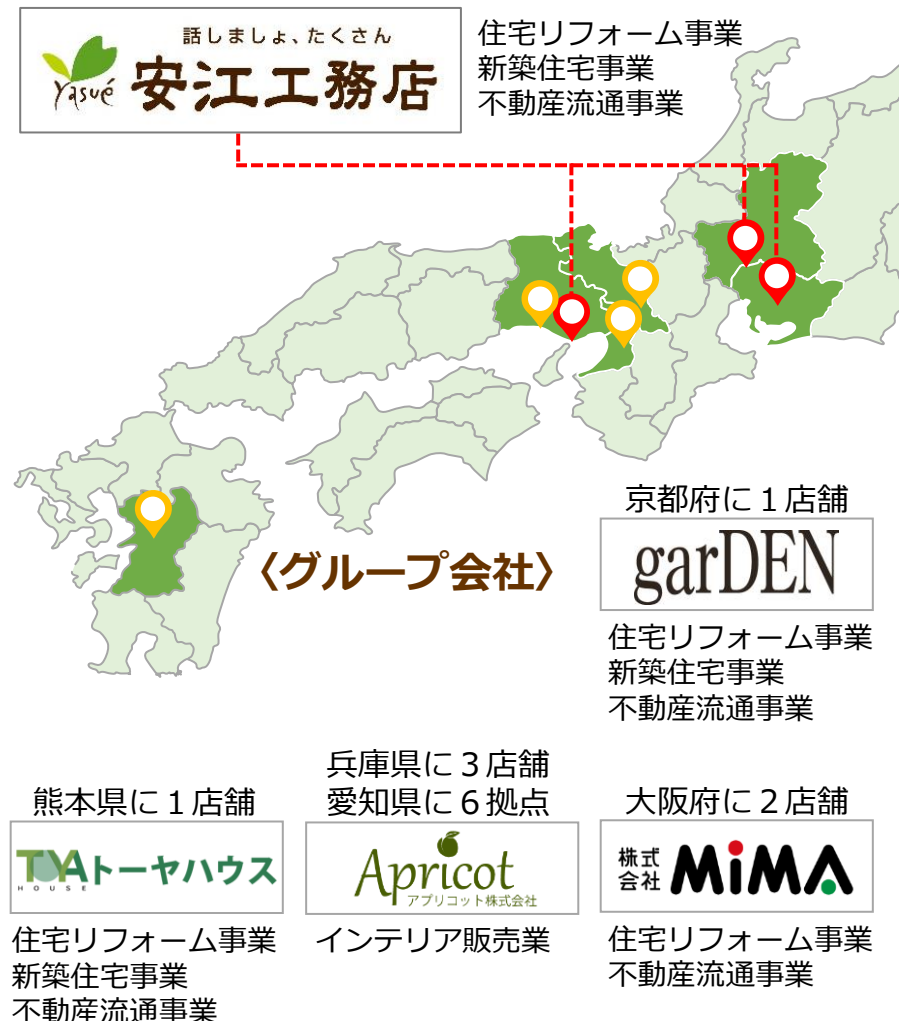 話しましょ、たくさん
Yasué 安江工務店
住宅リフォーム事業
新築住宅事業
不動産流通事業
〈グループ会社〉
京都府に１店舗
garDEN
住宅リフォーム事業
新築住宅事業
不動産流通事業
熊本県に１店舗
TOYAトーヤハウス
HOUSE
住宅リフォーム事業
新築住宅事業
不動産流通事業
兵庫県に３店舗
愛知県に６拠点
Apricot
アプリコット株式会社
インテリア販売業
大阪府に２店舗
株式会社 MiMA
住宅リフォーム事業
不動産流通事業